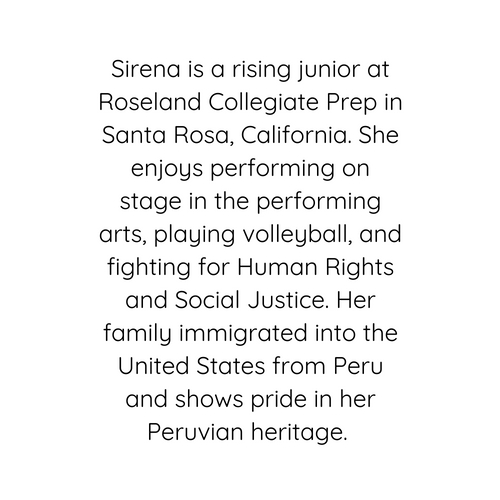 Sirena is a rising junior at
Roseland Collegiate Prep in
Santa Rosa, California. She
enjoys performing on
stage in the performing
arts, playing volleyball, and
fighting for Human Rights
and Social Justice. Her
family immigrated into the
United States from Peru
and shows pride in her
Peruvian heritage.